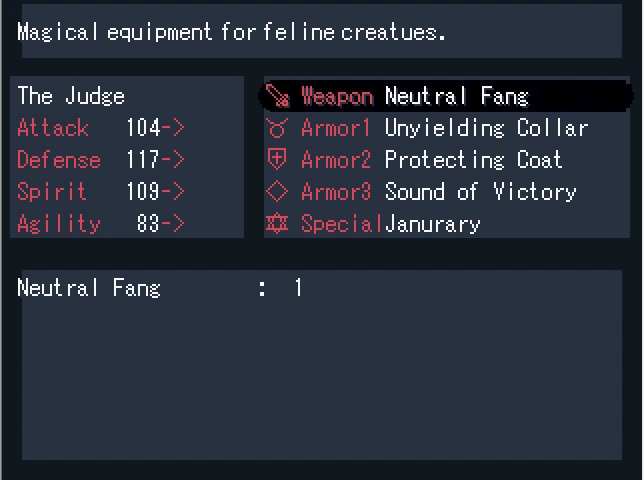 Magical equipment for feline creatues.
The Judge
Attack 104->
Defense 117->
Spirit 109->
Agility 83->
Weapon Neutral Fang
Armor1 Unyielding Collar
Armor2 Protecting Coat
Armor3 Sound of Victory
Special Janurary
Neutral Fang : 1